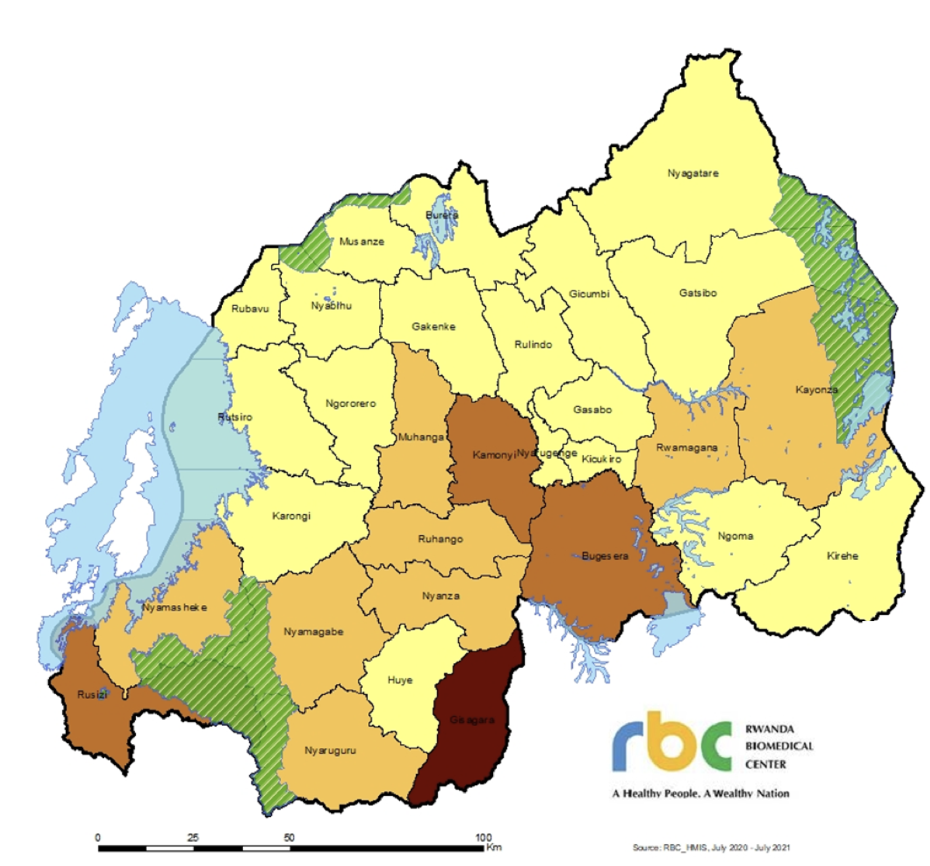 Nyagatare
Burera
Musanze
Gatsibo
Gicumbi
Nyabihu
Rubavu
Gakenke
Rulindo
Kayonza
Ngororero
Gasabo
Rutsiro
Muhanga
Rwamagana
Kamonyi
Nyarugenge
Kicukiro
Karongi
Ngoma
Ruhango
Bugesera
Kirehe
Nyanza
Nyamasheke
Nyamagabe
Huye
Rusizi
Gisagara
Nyaruguru
rbc
RWANDA
BIOMEDICAL
CENTER
A Healthy People. A Wealthy Nation
0 25 50 100
Km
Source: RBC_HMIS, July 2020 - July 2021